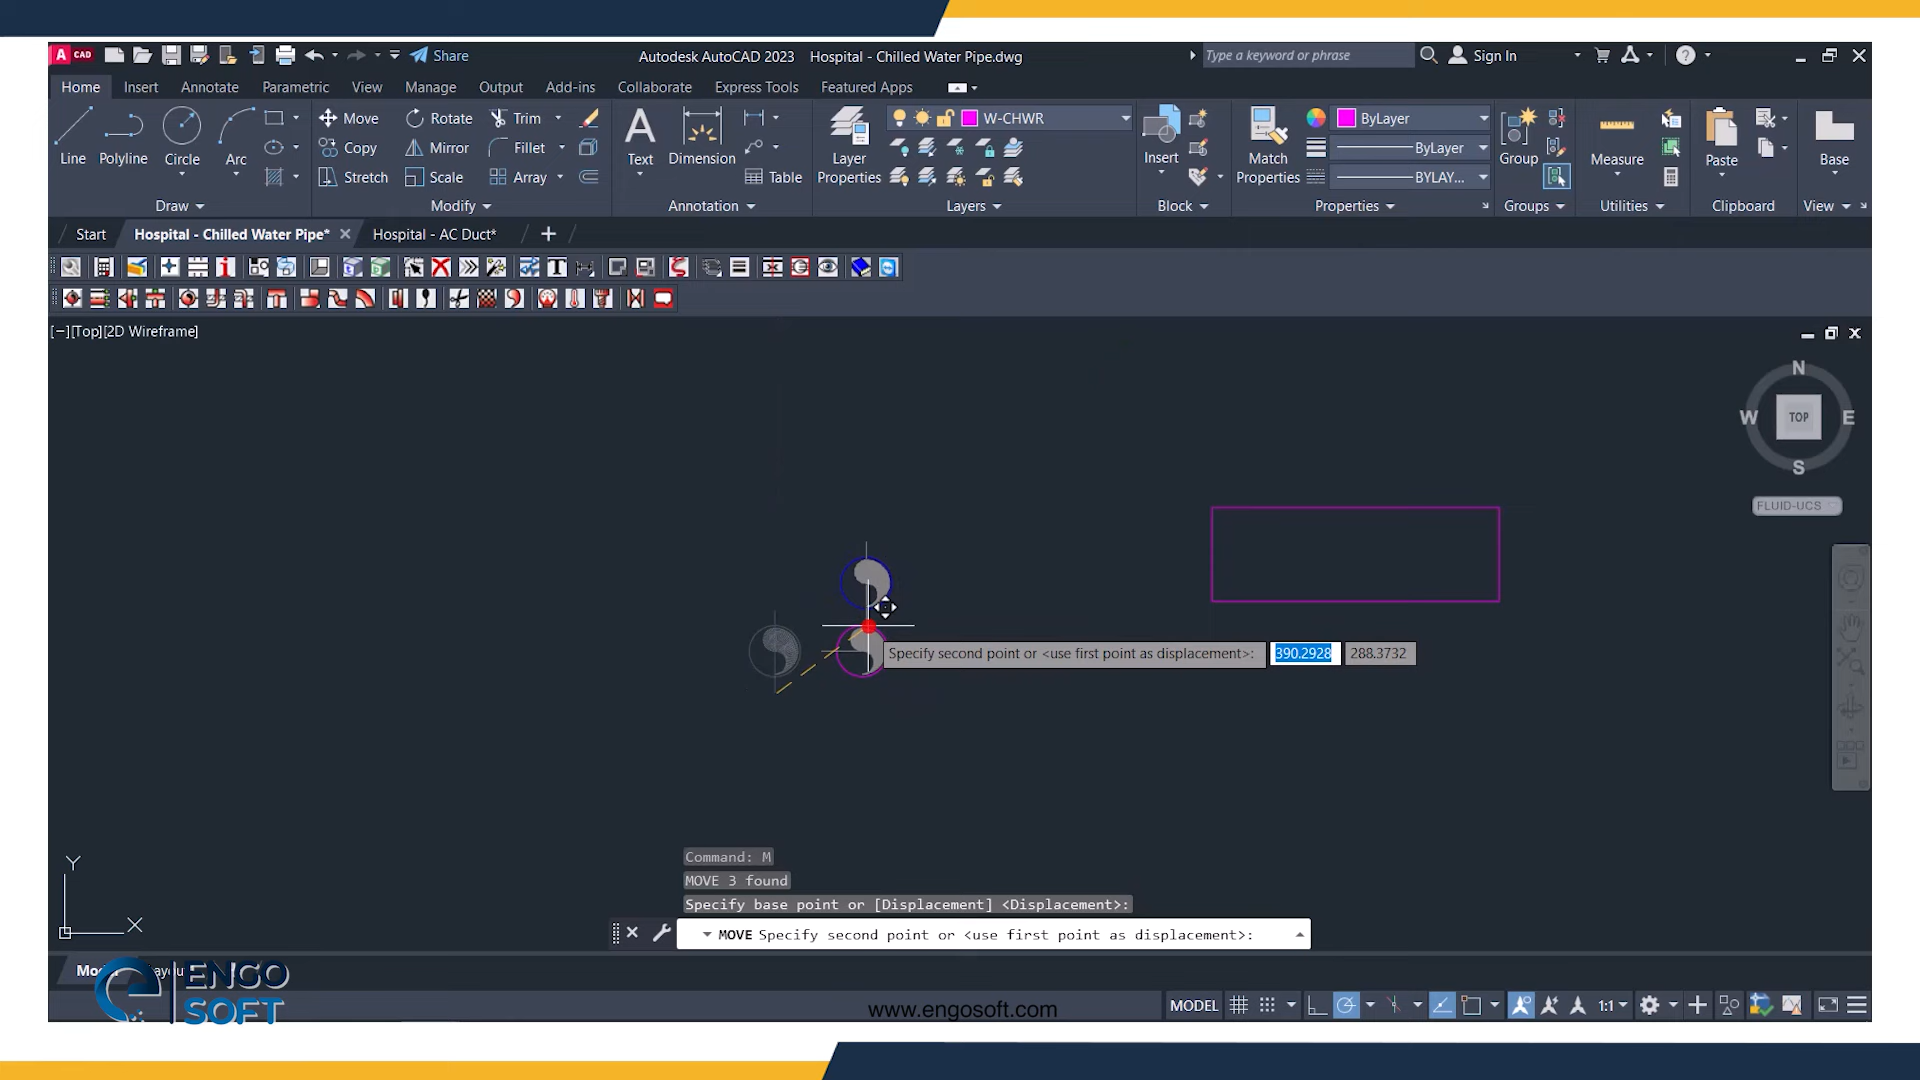 A CAD
Share
Autodesk AutoCAD 2023 Hospital - Chilled Water Pipe.dwg
Type a keyword or phrase
Sign In
Home Insert Annotate Parametric View Manage Output Add-ins Collaborate Express Tools Featured Apps
Line Polyline Circle Arc
Move Rotate Trim
Copy Mirror Fillet
Stretch Scale Array
Text Dimension Table
Layer Properties
W-CHWR
Insert
Match Properties
ByLayer
ByLayer
BYLAY...
Group
Measure
Paste
Base
Draw Modify Annotation Layers Block Properties Groups Utilities Clipboard View
Start Hospital - Chilled Water Pipe* Hospital - AC Duct*
[−][Top][2D Wireframe]
N
W TOP E
S
FLUID-UCS
Specify second point or <use first point as displacement>: 390.2928 288.3732
Command: M
MOVE 3 found
Specify base point or [Displacement] <Displacement>:
MOVE Specify second point or <use first point as displacement>:
Y
X
ENGO
SOFT
www.engosoft.com
MODEL 1:1